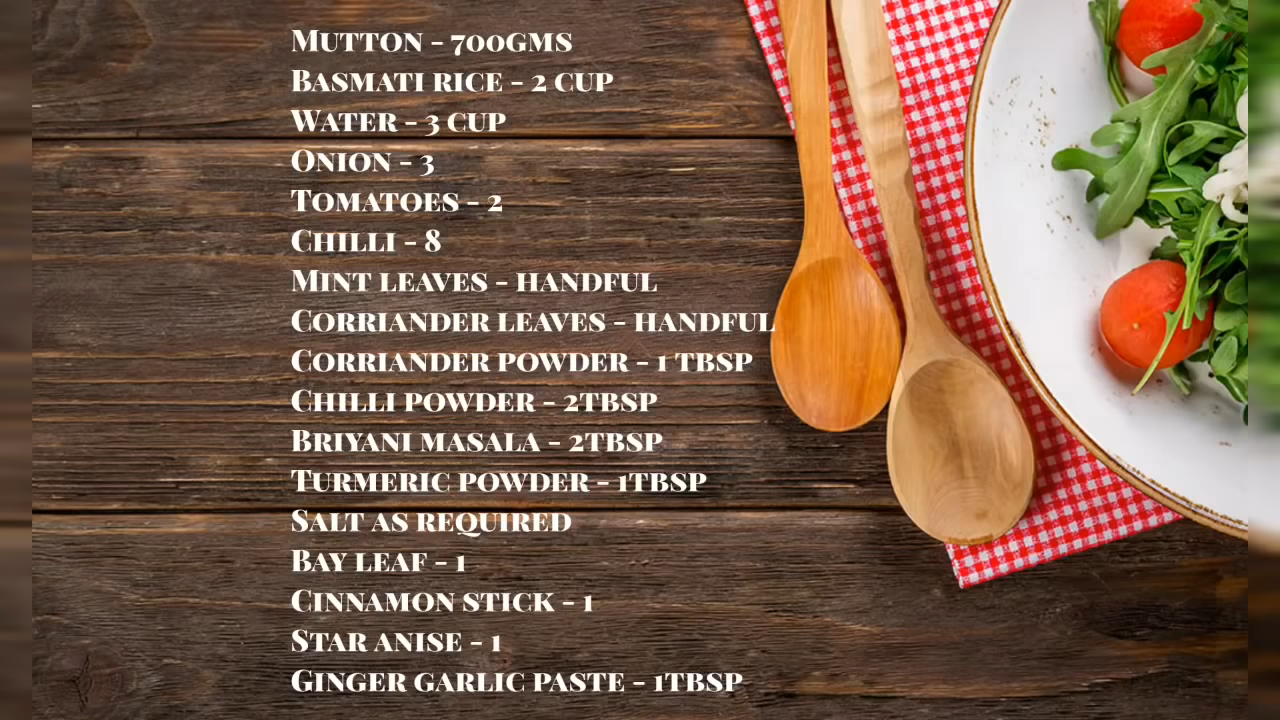 Mutton - 700gms
Basmati rice - 2 cup
Water - 3 cup
Onion - 3
Tomatoes - 2
Chilli - 8
Mint leaves - handful
Corriander leaves - handful
Corriander powder - 1 tbsp
Chilli powder - 2tbsp
Briyani masala - 2tbsp
Turmeric powder - 1tbsp
Salt as required
Bay leaf - 1
Cinnamon stick - 1
Star anise - 1
Ginger garlic paste - 1tbsp